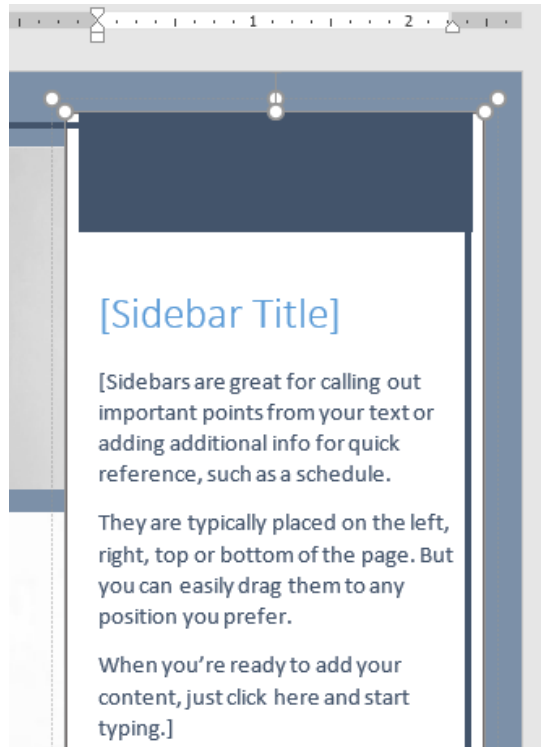 1 2
[Sidebar Title]
[Sidebars are great for calling out
important points from your text or
adding additional info for quick
reference, such as a schedule.
They are typically placed on the left,
right, top or bottom of the page. But
you can easily drag them to any
position you prefer.
When you’re ready to add your
content, just click here and start
typing.]